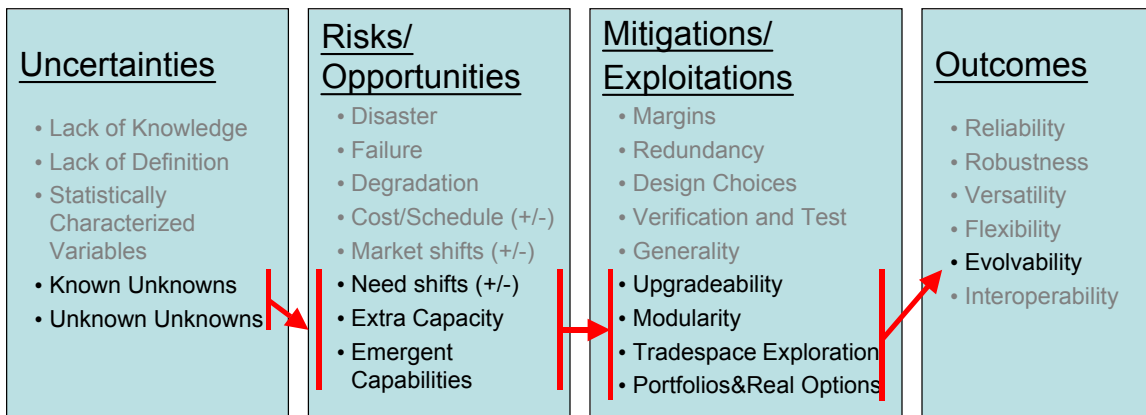 Uncertainties
• Lack of Knowledge
• Lack of Definition
• Statistically
Characterized
Variables
• Known Unknowns
• Unknown Unknowns
Risks/
Opportunities
• Disaster
• Failure
• Degradation
• Cost/Schedule (+/-)
• Market shifts (+/-)
• Need shifts (+/-)
• Extra Capacity
• Emergent
Capabilities
Mitigations/
Exploitations
• Margins
• Redundancy
• Design Choices
• Verification and Test
• Generality
• Upgradeability
• Modularity
• Tradespace Exploration
• Portfolios&Real Options
Outcomes
• Reliability
• Robustness
• Versatility
• Flexibility
• Evolvability
• Interoperability